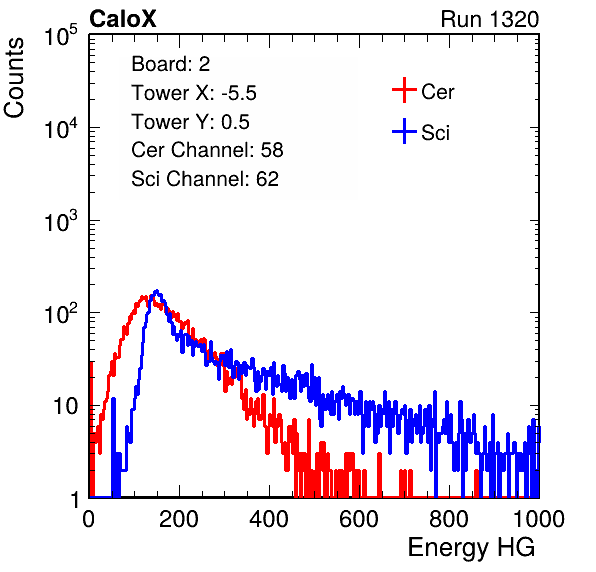 CaloX Run 1320
Counts
Board: 2
Tower X: -5.5
Tower Y: 0.5
Cer Channel: 58
Sci Channel: 62
Cer
Sci
10^5
10^4
10^3
10^2
10
1
0 200 400 600 800 1000
Energy HG